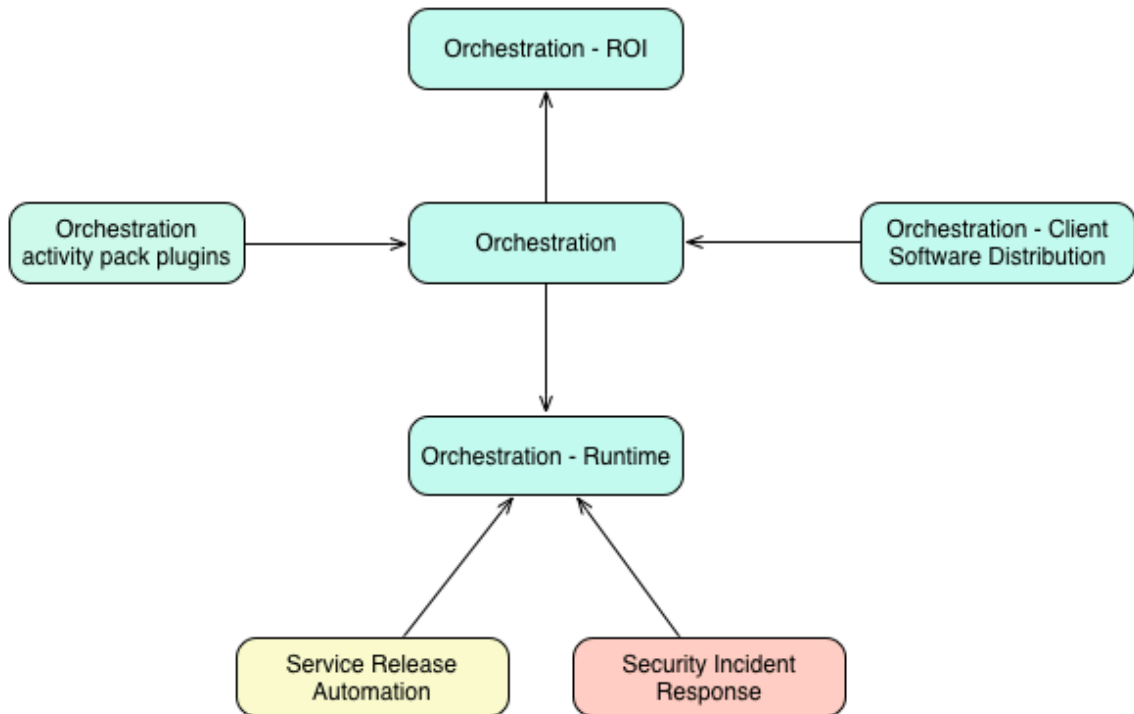 Orchestration - ROI
Orchestration
activity pack plugins
Orchestration
Orchestration - Client
Software Distribution
Orchestration - Runtime
Service Release
Automation
Security Incident
Response